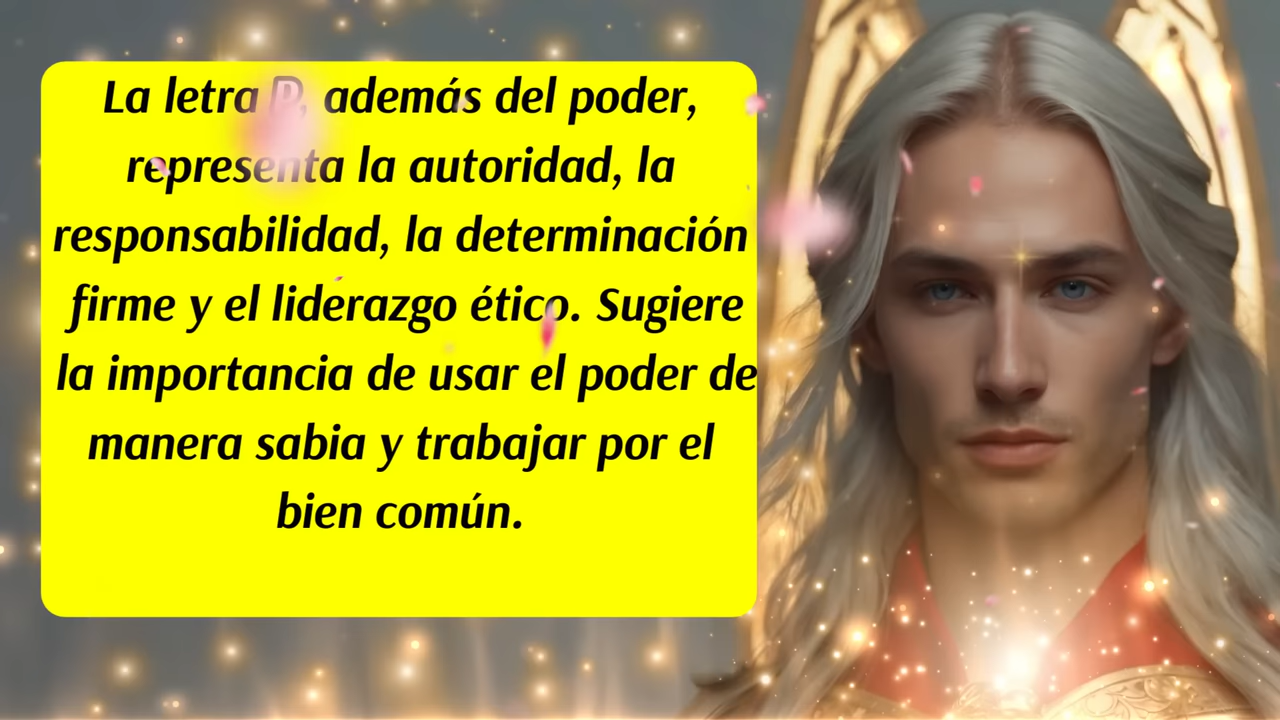 La letra P, además del poder,
representa la autoridad, la
responsabilidad, la determinación
firme y el liderazgo ético. Sugiere
la importancia de usar el poder de
manera sabia y trabajar por el
bien común.